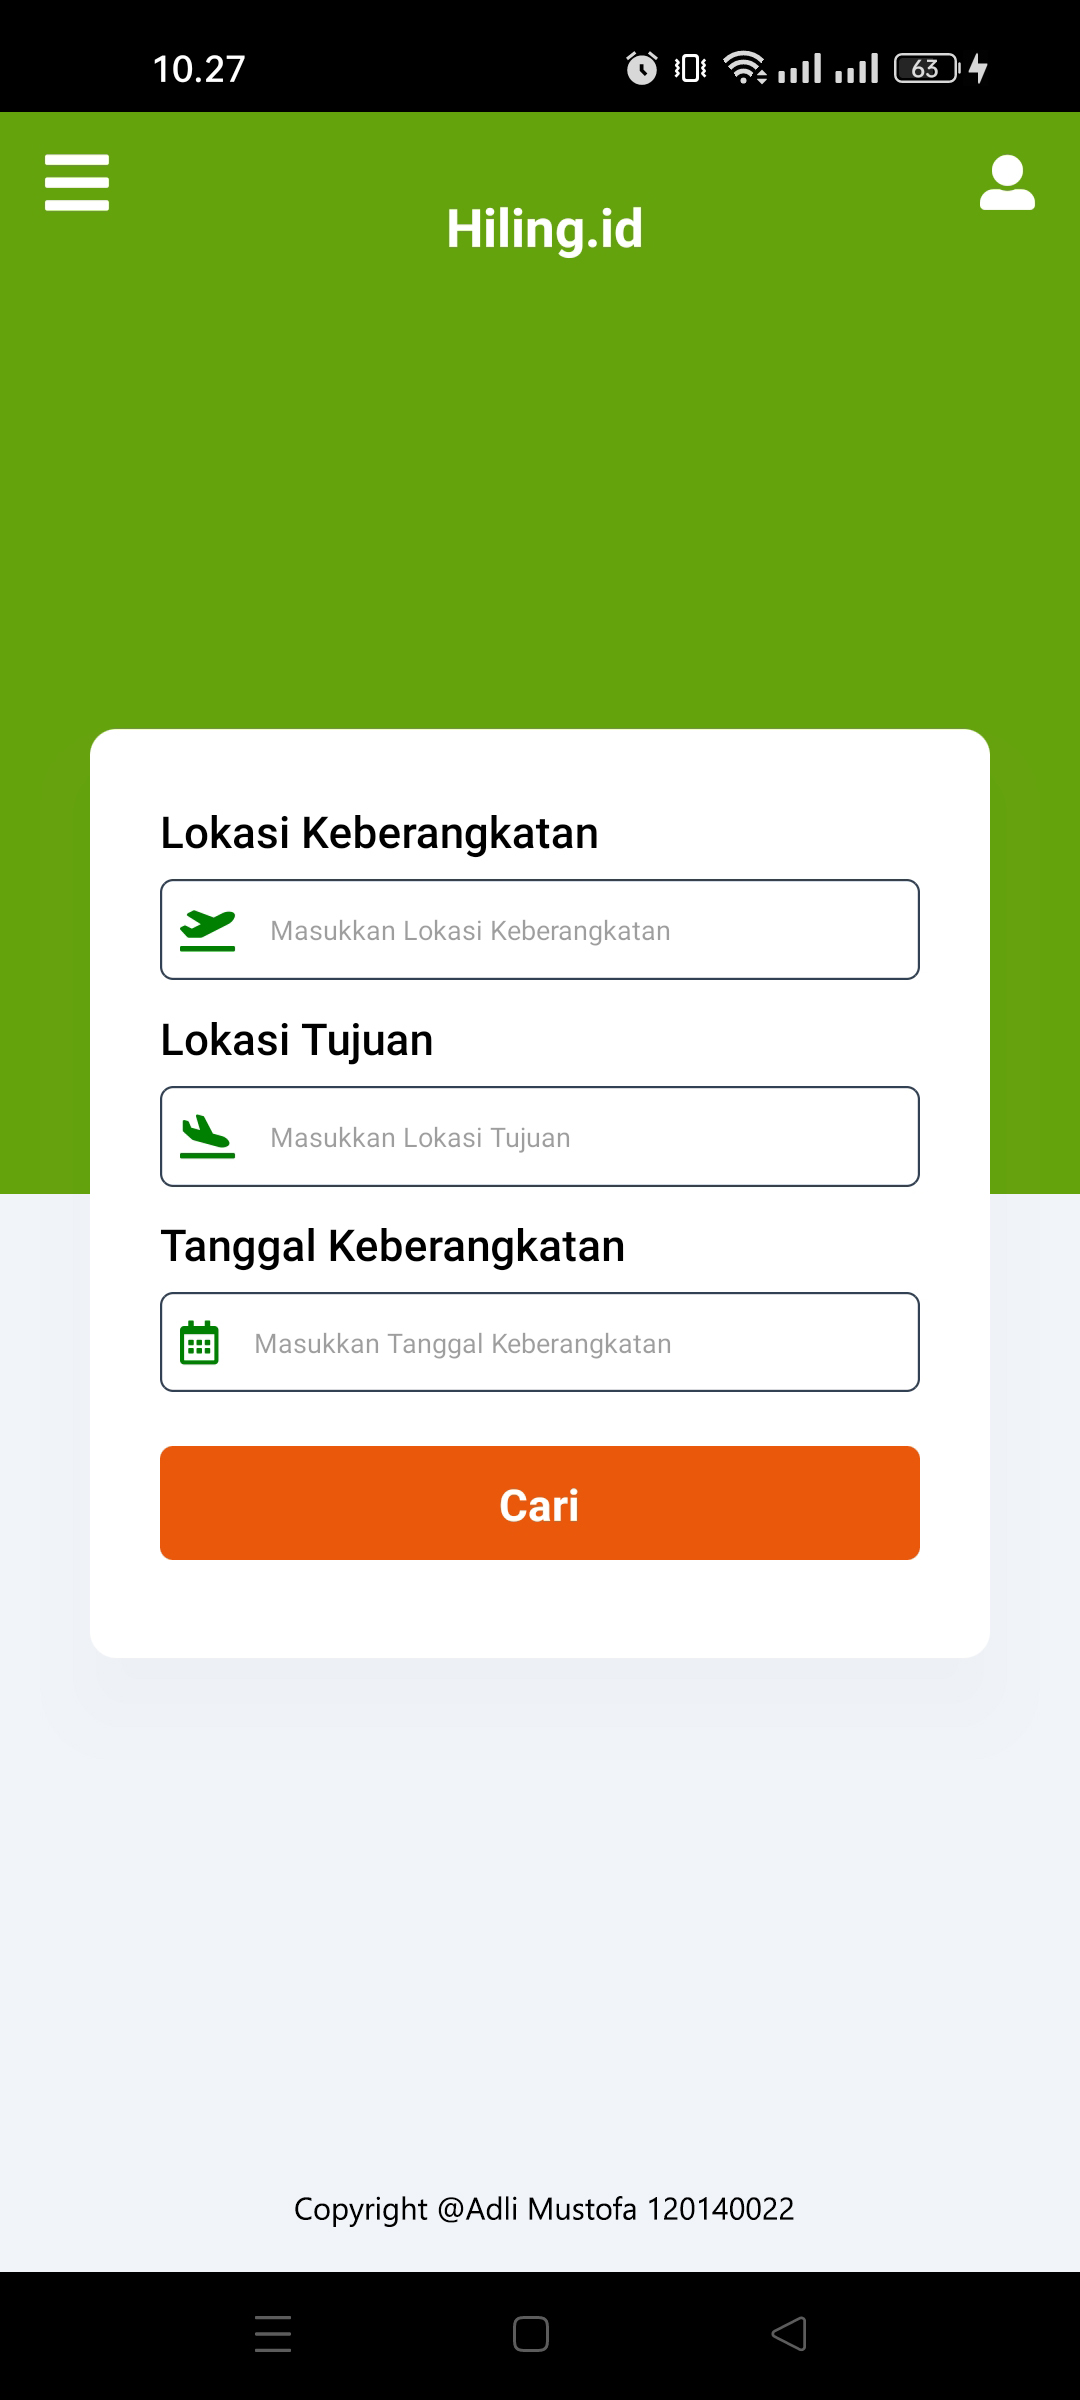 10.27
63
Hiling.id
Lokasi Keberangkatan
Masukkan Lokasi Keberangkatan
Lokasi Tujuan
Masukkan Lokasi Tujuan
Tanggal Keberangkatan
Masukkan Tanggal Keberangkatan
Cari
Copyright @Adli Mustofa 120140022